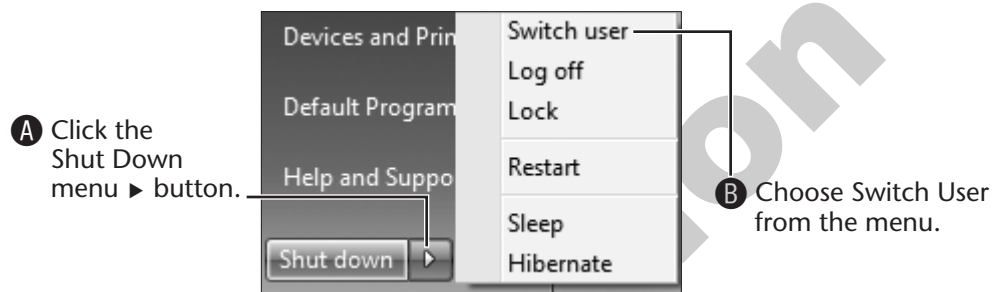 Devices and Prin
Default Program
Help and Suppo
Shut down
Switch user
Log off
Lock
Restart
Sleep
Hibernate
A Click the
Shut Down
menu ▶ button.
B Choose Switch User
from the menu.
on